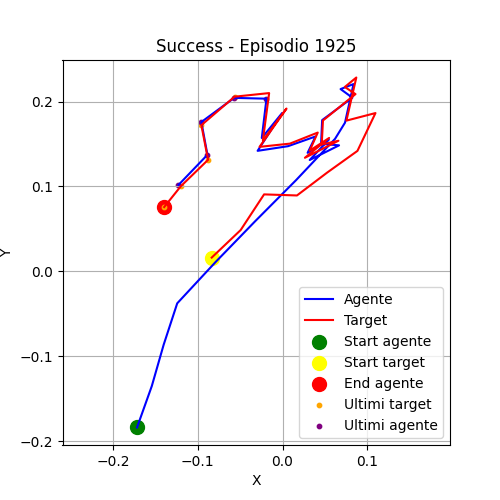 Success - Episodio 1925
Y
0.2
0.1
0.0
−0.1
−0.2
−0.2
−0.1
0.0
0.1
X
Agente
Target
Start agente
Start target
End agente
Ultimi target
Ultimi agente